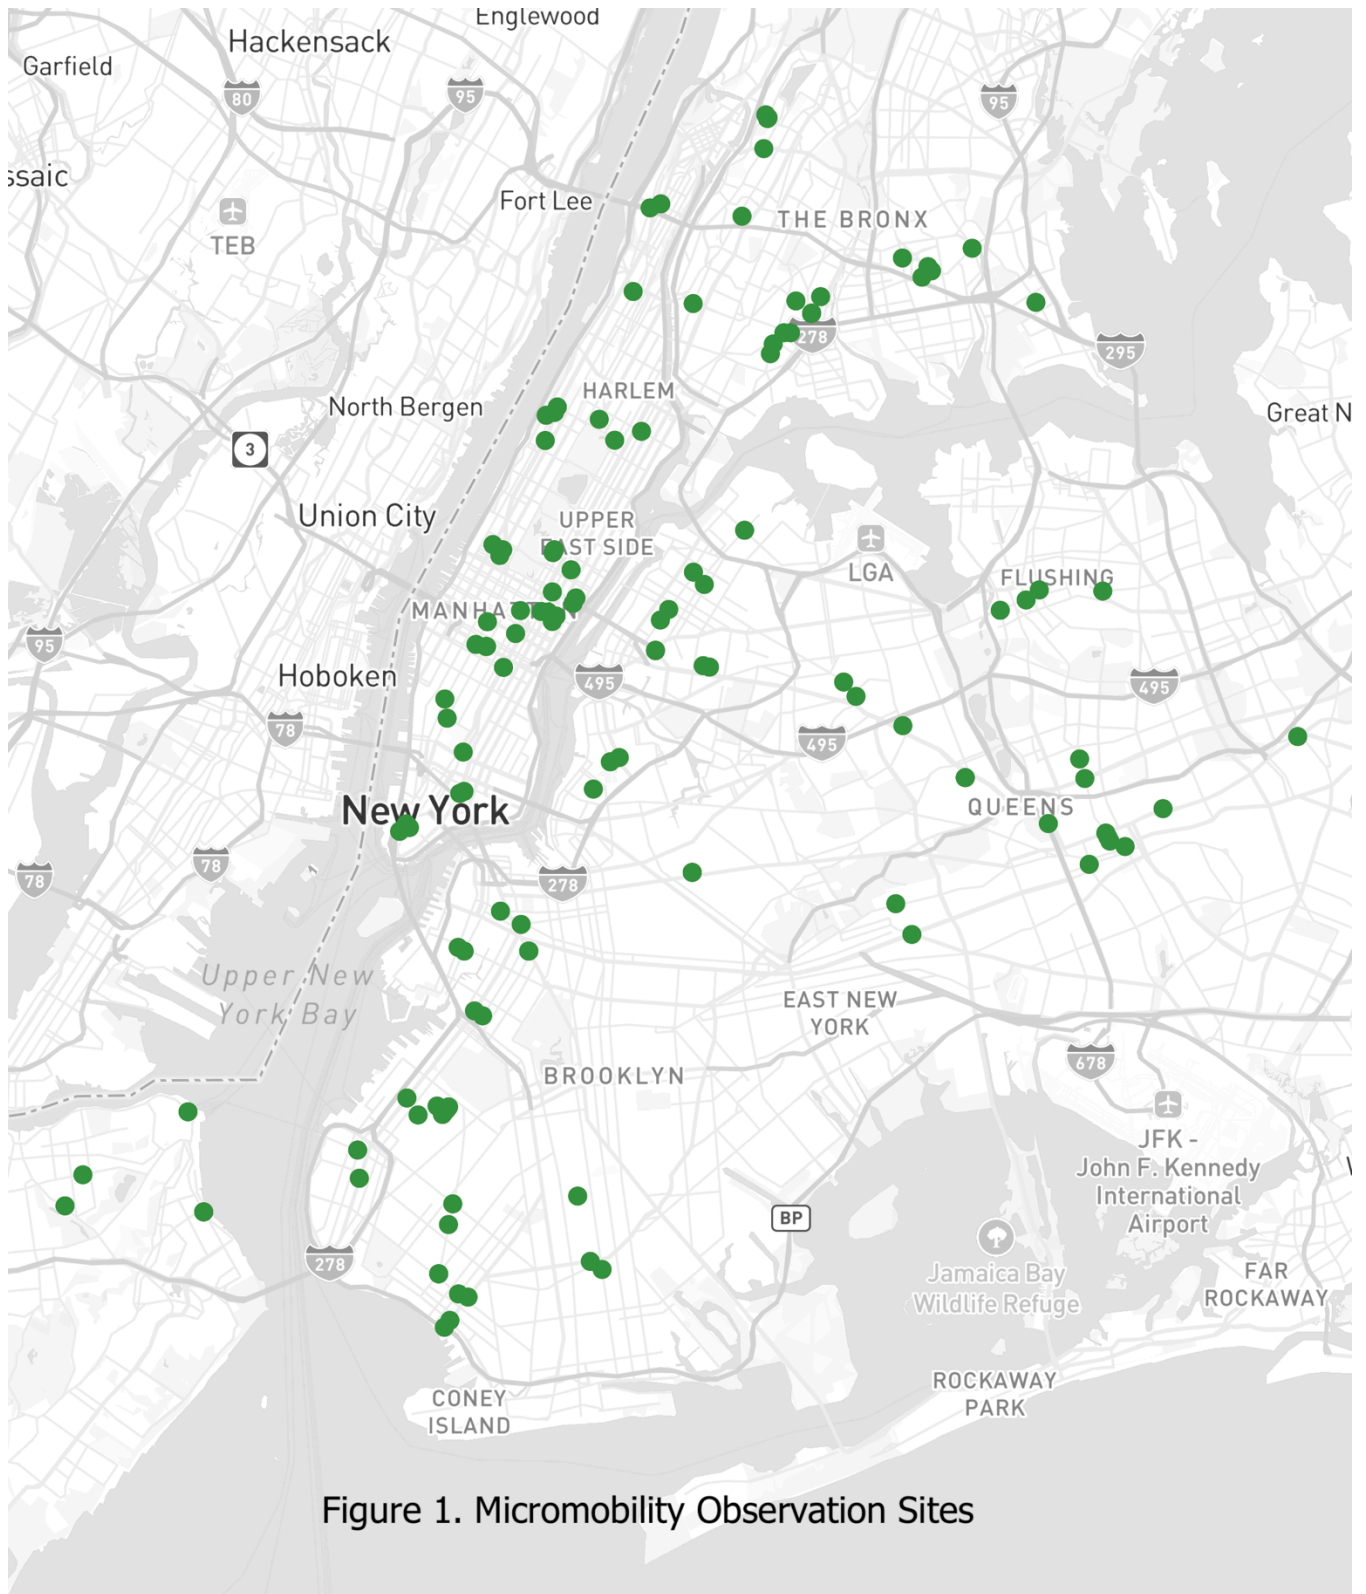 Englewood
Hackensack
Garfield
80
95
95
ssaic
Fort Lee
THE BRONX
TEB
278
295
HARLEM
North Bergen
Great N
3
Union City
UPPER
EAST SIDE
LGA
FLUSHING
MANHATTAN
95
Hoboken
495
495
78
495
New York
QUEENS
78
78
278
Upper New
York Bay
EAST NEW
YORK
BROOKLYN
678
JFK -
John F. Kennedy
International
Airport
BP
278
Jamaica Bay
Wildlife Refuge
FAR
ROCKAWAY
CONEY
ISLAND
ROCKAWAY
PARK
Figure 1. Micromobility Observation Sites